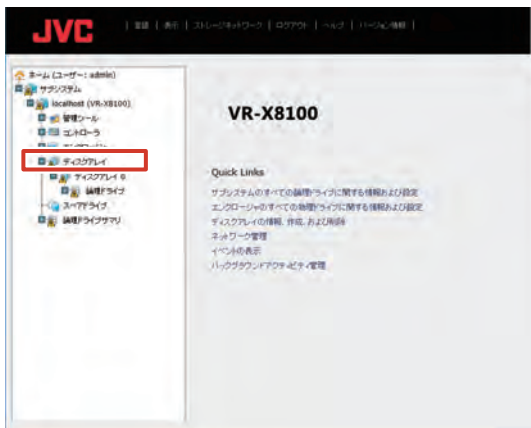 JVC
| 登録 | 表示 | ストレージネットワーク | ログアウト | ヘルプ | バージョン情報 |
ホーム (ユーザー: admin)
サブシステム
localhost (VR-X8100)
管理ツール
コントローラ
エンクロージャ
ディスクアレイ
ディスクアレイ 0
論理ドライブ
スペアドライブ
論理ドライブサマリ
VR-X8100
Quick Links
サブシステムのすべての論理ドライブに関する情報および設定
エンクロージャのすべての物理ドライブに関する情報および設定
ディスクアレイの情報、作成、および削除
ネットワーク管理
イベントの表示
バックグラウンドアクティビティ管理